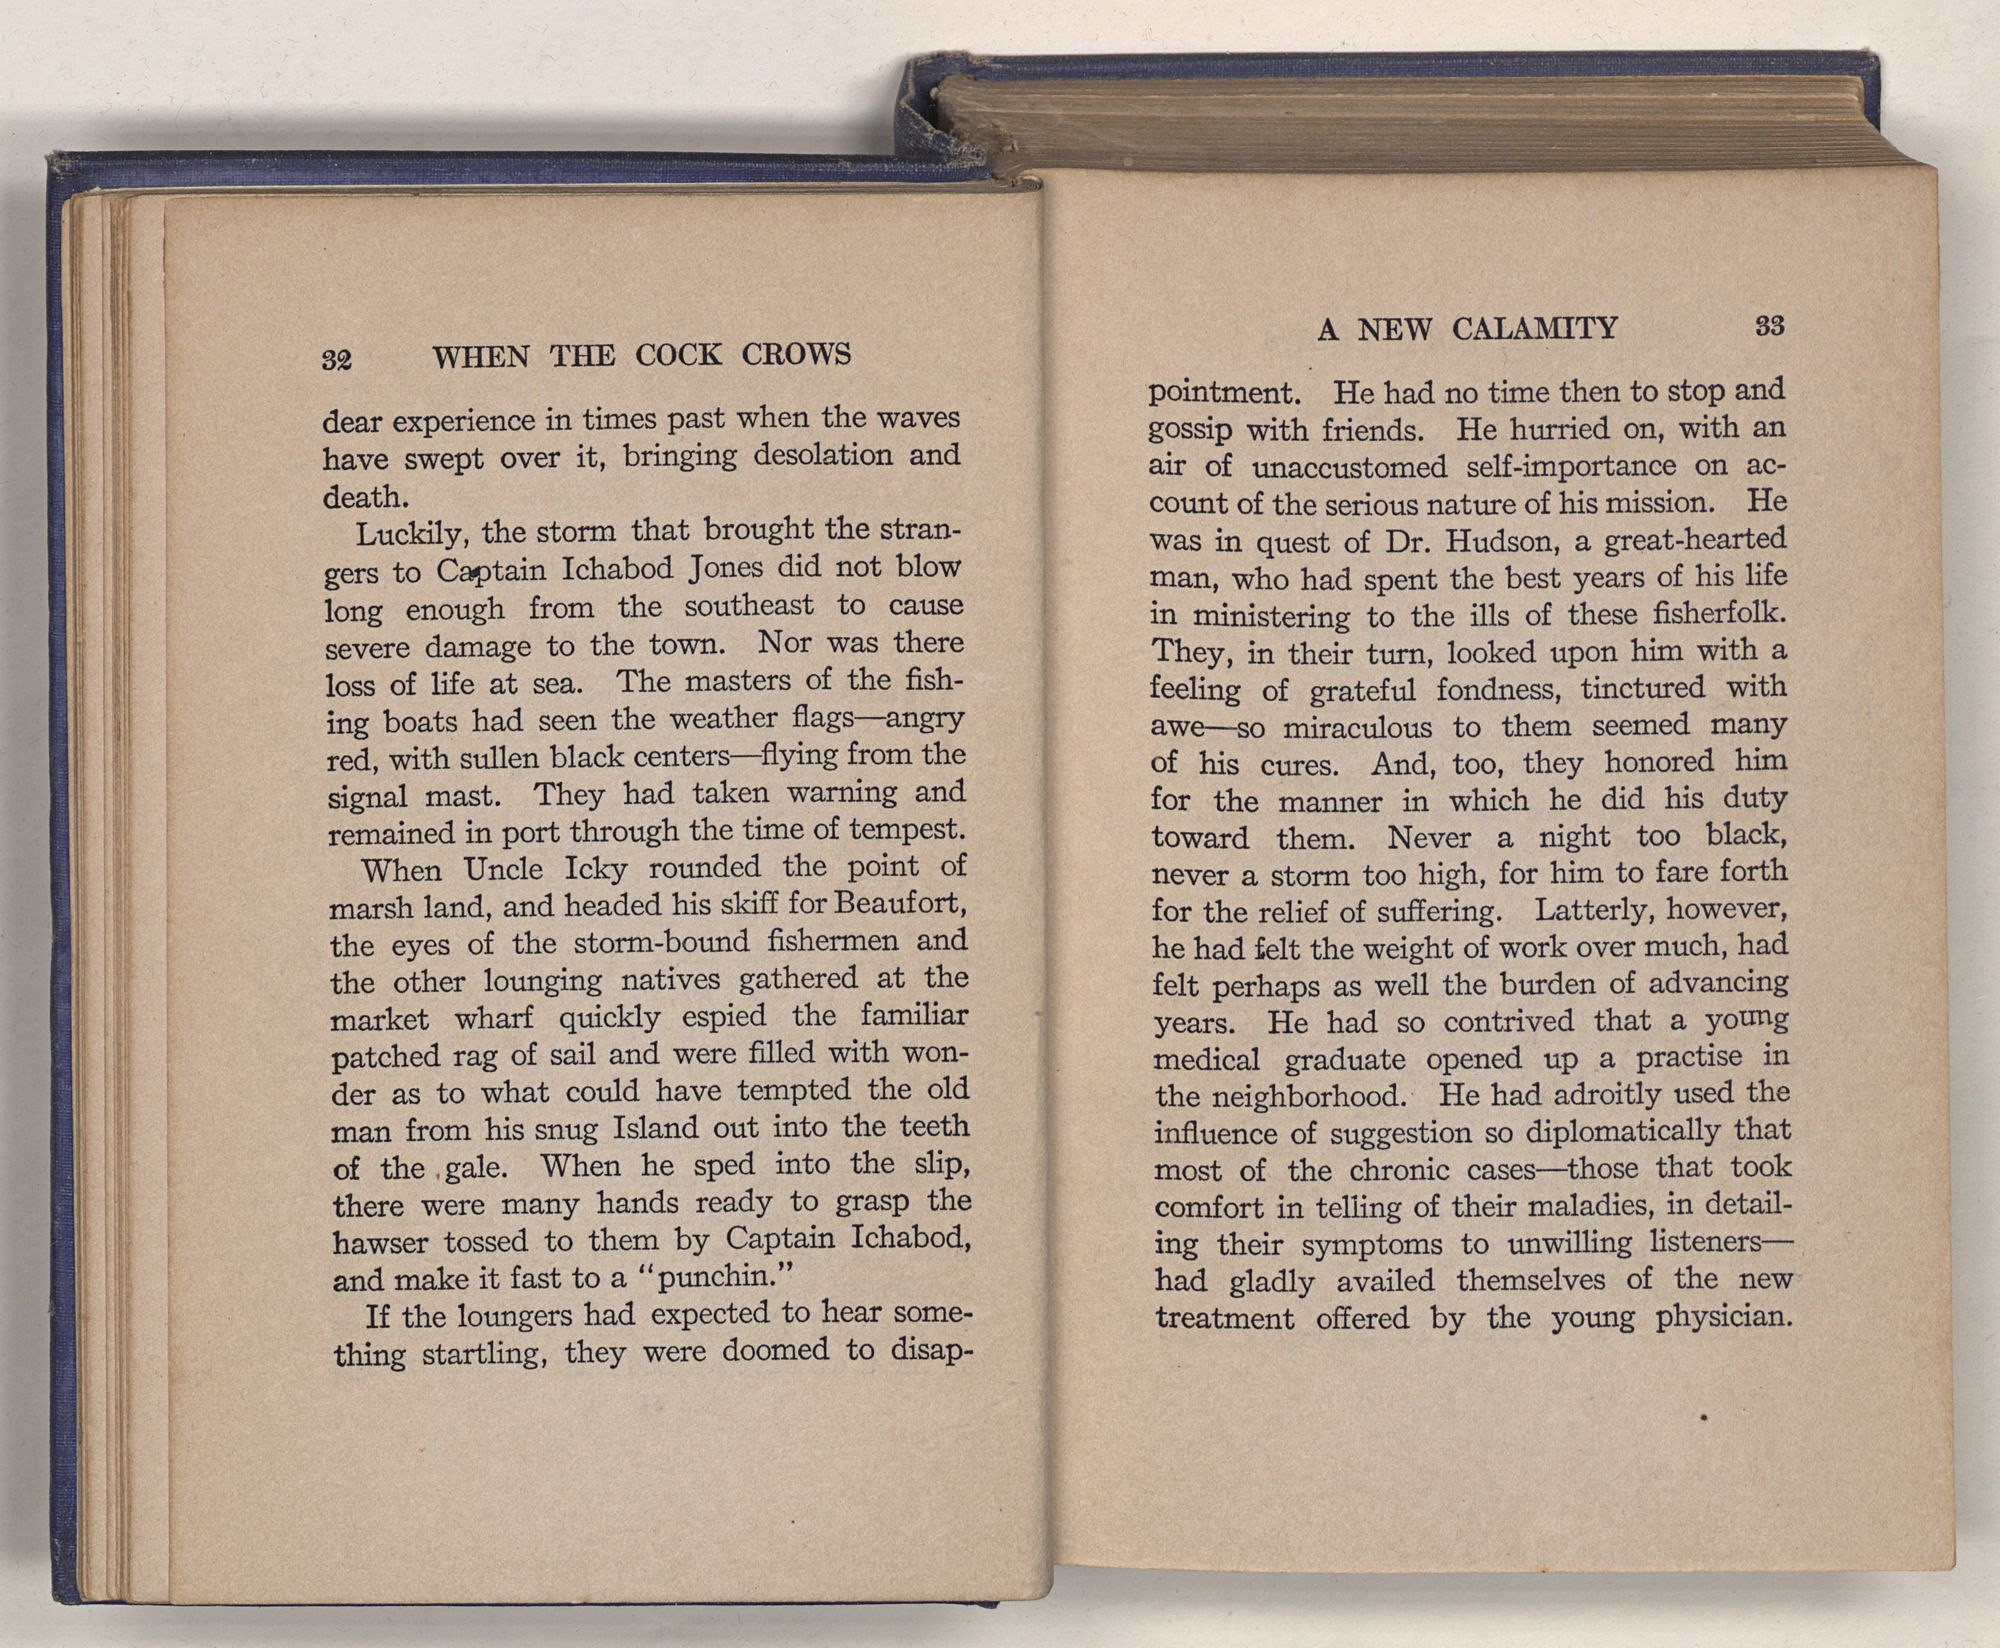 32 WHEN THE COCK CROWS
dear experience in times past when the waves
have swept over it, bringing desolation and
death.
Luckily, the storm that brought the stran-
gers to Captain Ichabod Jones did not blow
long enough from the southeast to cause
severe damage to the town. Nor was there
loss of life at sea. The masters of the fish-
ing boats had seen the weather flags—angry
red, with sullen black centers—flying from the
signal mast. They had taken warning and
remained in port through the time of tempest.
When Uncle Icky rounded the point of
marsh land, and headed his skiff for Beaufort,
the eyes of the storm-bound fishermen and
the other lounging natives gathered at the
market wharf quickly espied the familiar
patched rag of sail and were filled with won-
der as to what could have tempted the old
man from his snug Island out into the teeth
of the gale. When he sped into the slip,
there were many hands ready to grasp the
hawser tossed to them by Captain Ichabod,
and make it fast to a “punchin.”
If the loungers had expected to hear some-
thing startling, they were doomed to disap-
A NEW CALAMITY 33
pointment. He had no time then to stop and
gossip with friends. He hurried on, with an
air of unaccustomed self-importance on ac-
count of the serious nature of his mission. He
was in quest of Dr. Hudson, a great-hearted
man, who had spent the best years of his life
in ministering to the ills of these fisherfolk.
They, in their turn, looked upon him with a
feeling of grateful fondness, tinctured with
awe—so miraculous to them seemed many
of his cures. And, too, they honored him
for the manner in which he did his duty
toward them. Never a night too black,
never a storm too high, for him to fare forth
for the relief of suffering. Latterly, however,
he had felt the weight of work over much, had
felt perhaps as well the burden of advancing
years. He had so contrived that a young
medical graduate opened up a practise in
the neighborhood. He had adroitly used the
influence of suggestion so diplomatically that
most of the chronic cases—those that took
comfort in telling of their maladies, in detail-
ing their symptoms to unwilling listeners—
had gladly availed themselves of the new
treatment offered by the young physician.